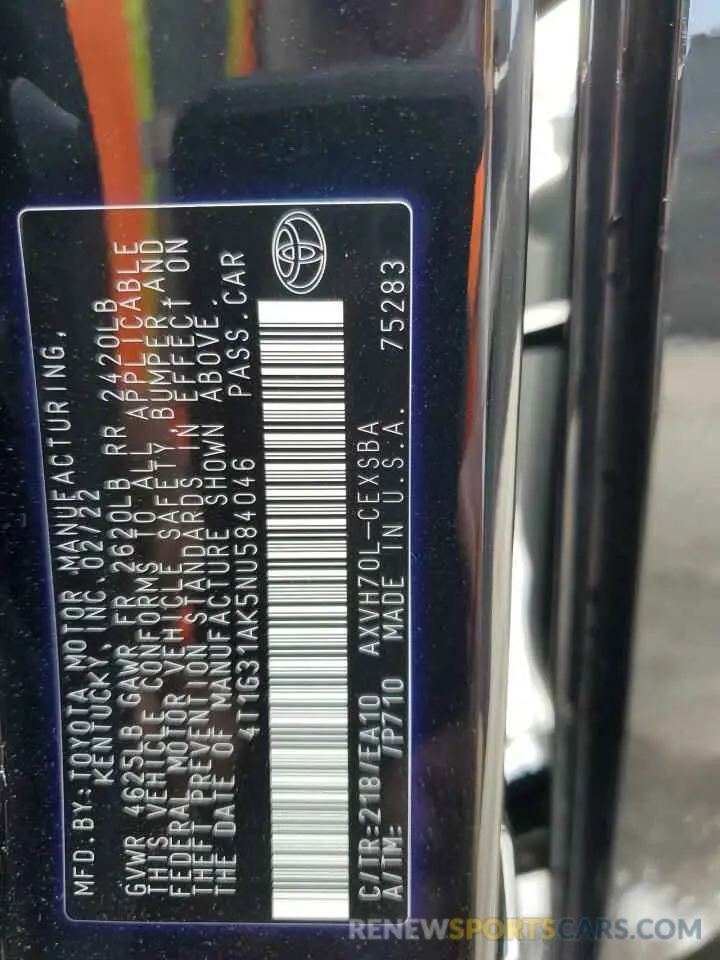 MFD. BY: TOYOTA MOTOR MANUFACTURING,
KENTUCKY, INC. 02/22
GVWR 4625LB GAWR FR 2620LB RR 2420LB
THIS VEHICLE CONFORMS TO ALL APPLICABLE
FEDERAL MOTOR VEHICLE SAFETY, BUMPER, AND
THEFT PREVENTION STANDARDS IN EFFECT ON
THE DATE OF MANUFACTURE SHOWN ABOVE.
4T1G31AK5NU584046 PASS. CAR
C/TR: 218/EA10 AXVH70L-CEXSBA
A/TM: /P710 MADE IN U.S.A. 75283
RENEWSPORTSCARS.COM